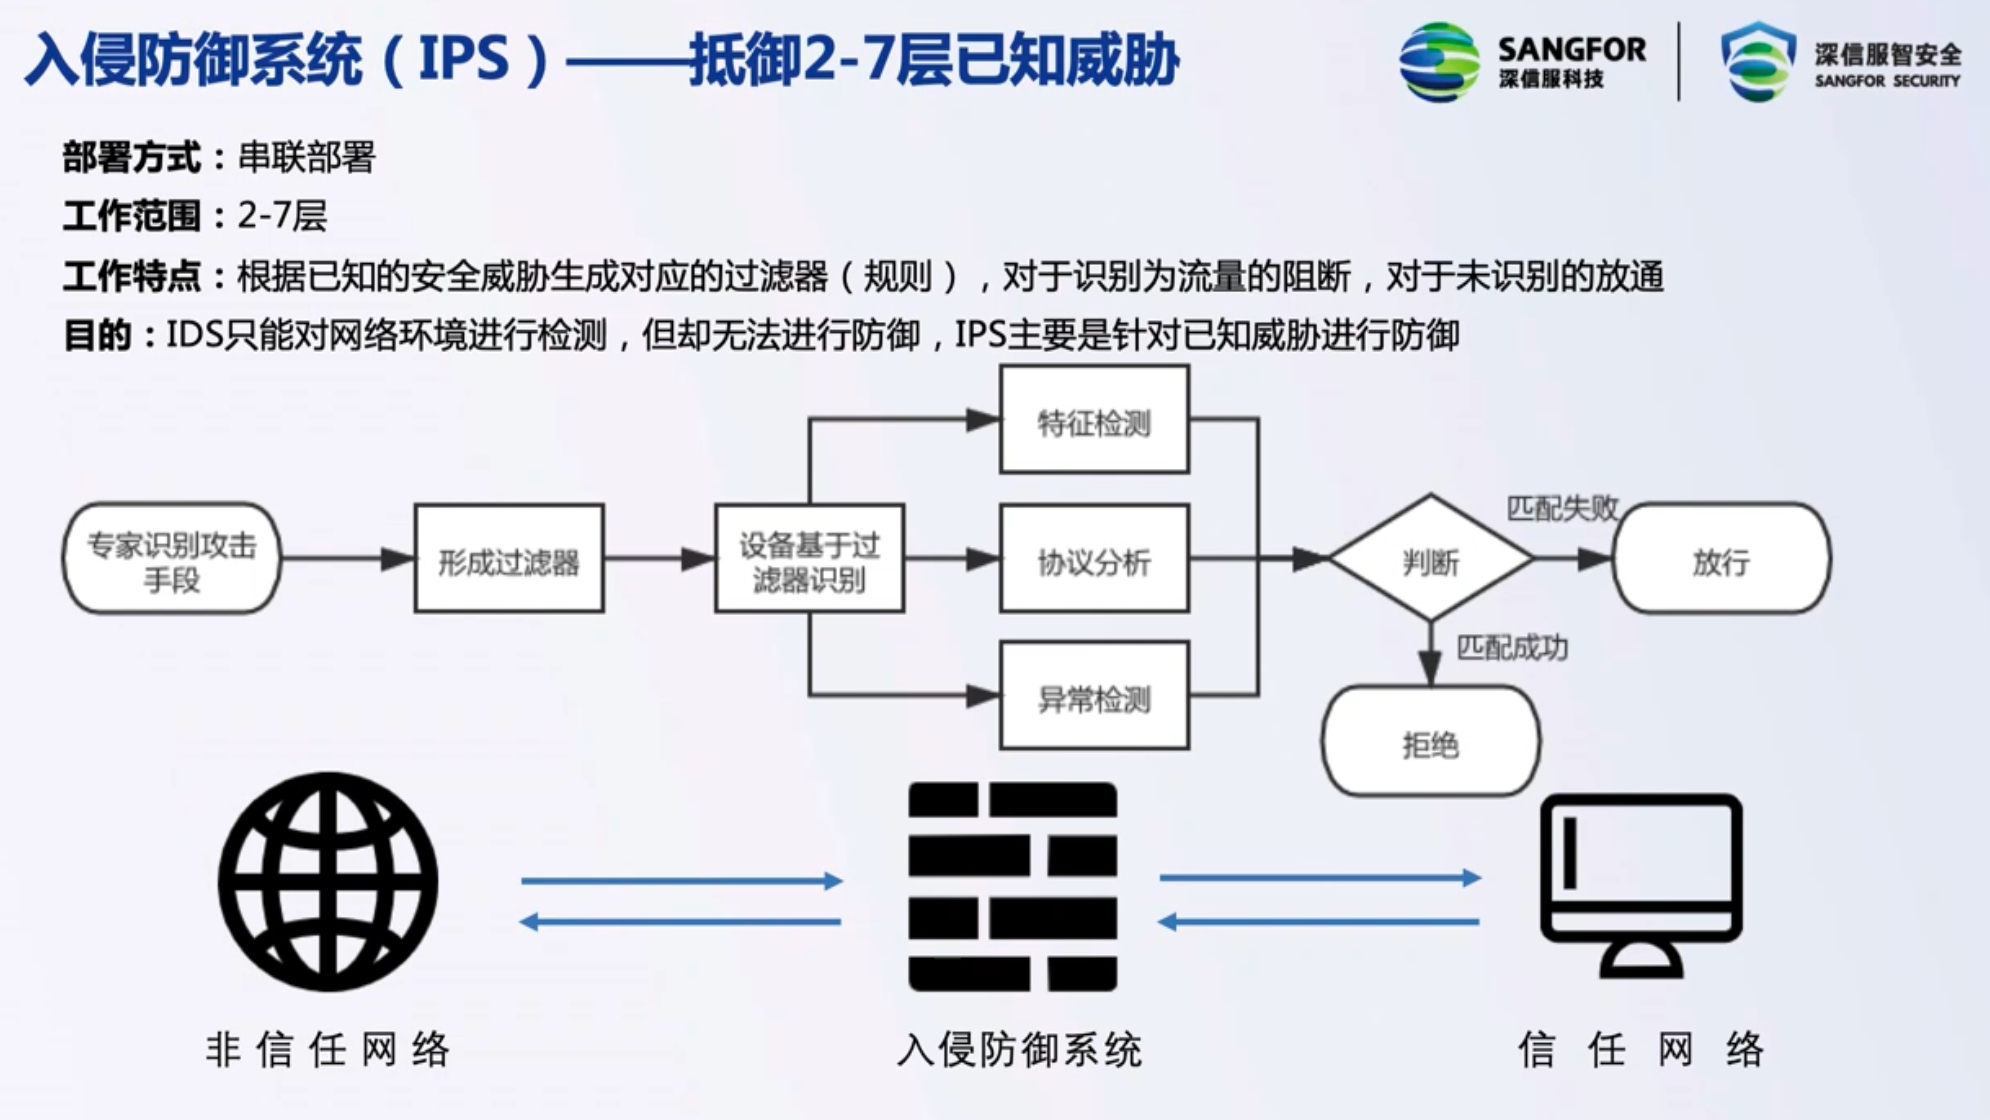 入侵防御系统（IPS）——抵御2-7层已知威胁
SANGFOR
深信服科技
深信服智安全
SANGFOR SECURITY
部署方式：串联部署
工作范围：2-7层
工作特点：根据已知的安全威胁生成对应的过滤器（规则），对于识别为流量的阻断，对于未识别的放通
目的：IDS只能对网络环境进行检测，但却无法进行防御，IPS主要是针对已知威胁进行防御
专家识别攻击
手段
形成过滤器
设备基于过
滤器识别
特征检测
协议分析
异常检测
判断
匹配失败
放行
匹配成功
拒绝
非信任网络
入侵防御系统
信任网络